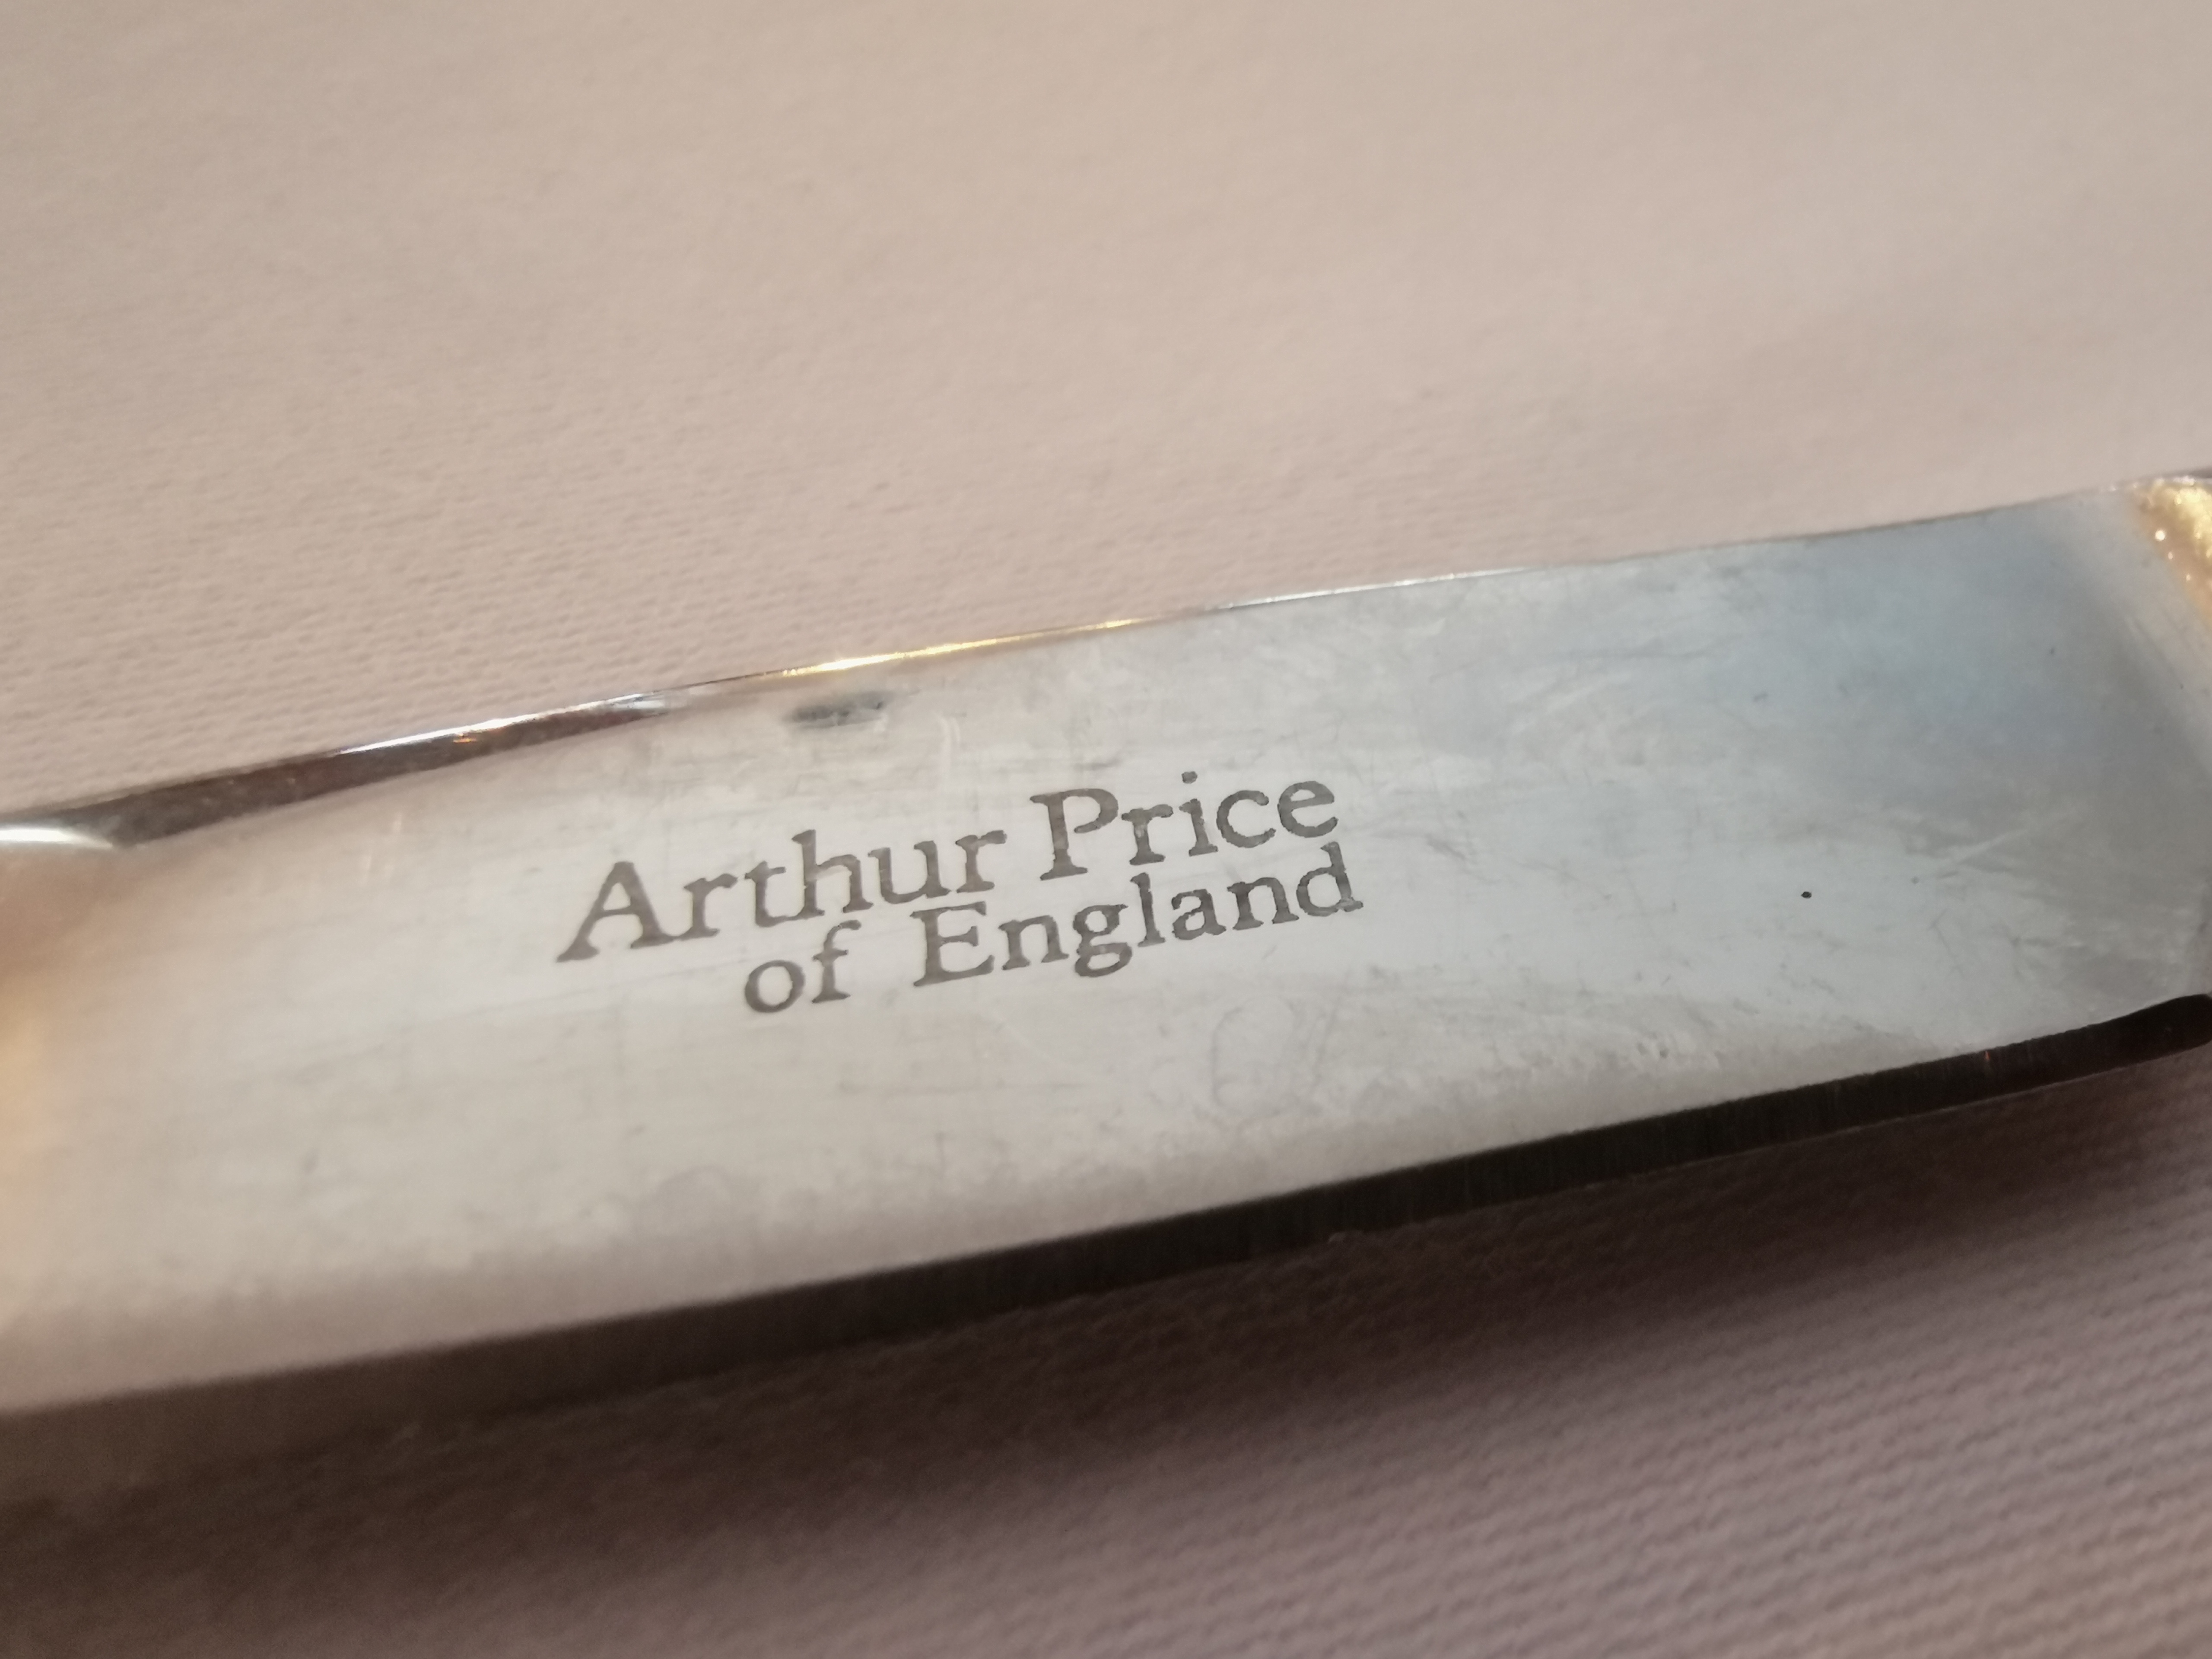 Arthur Price
of England